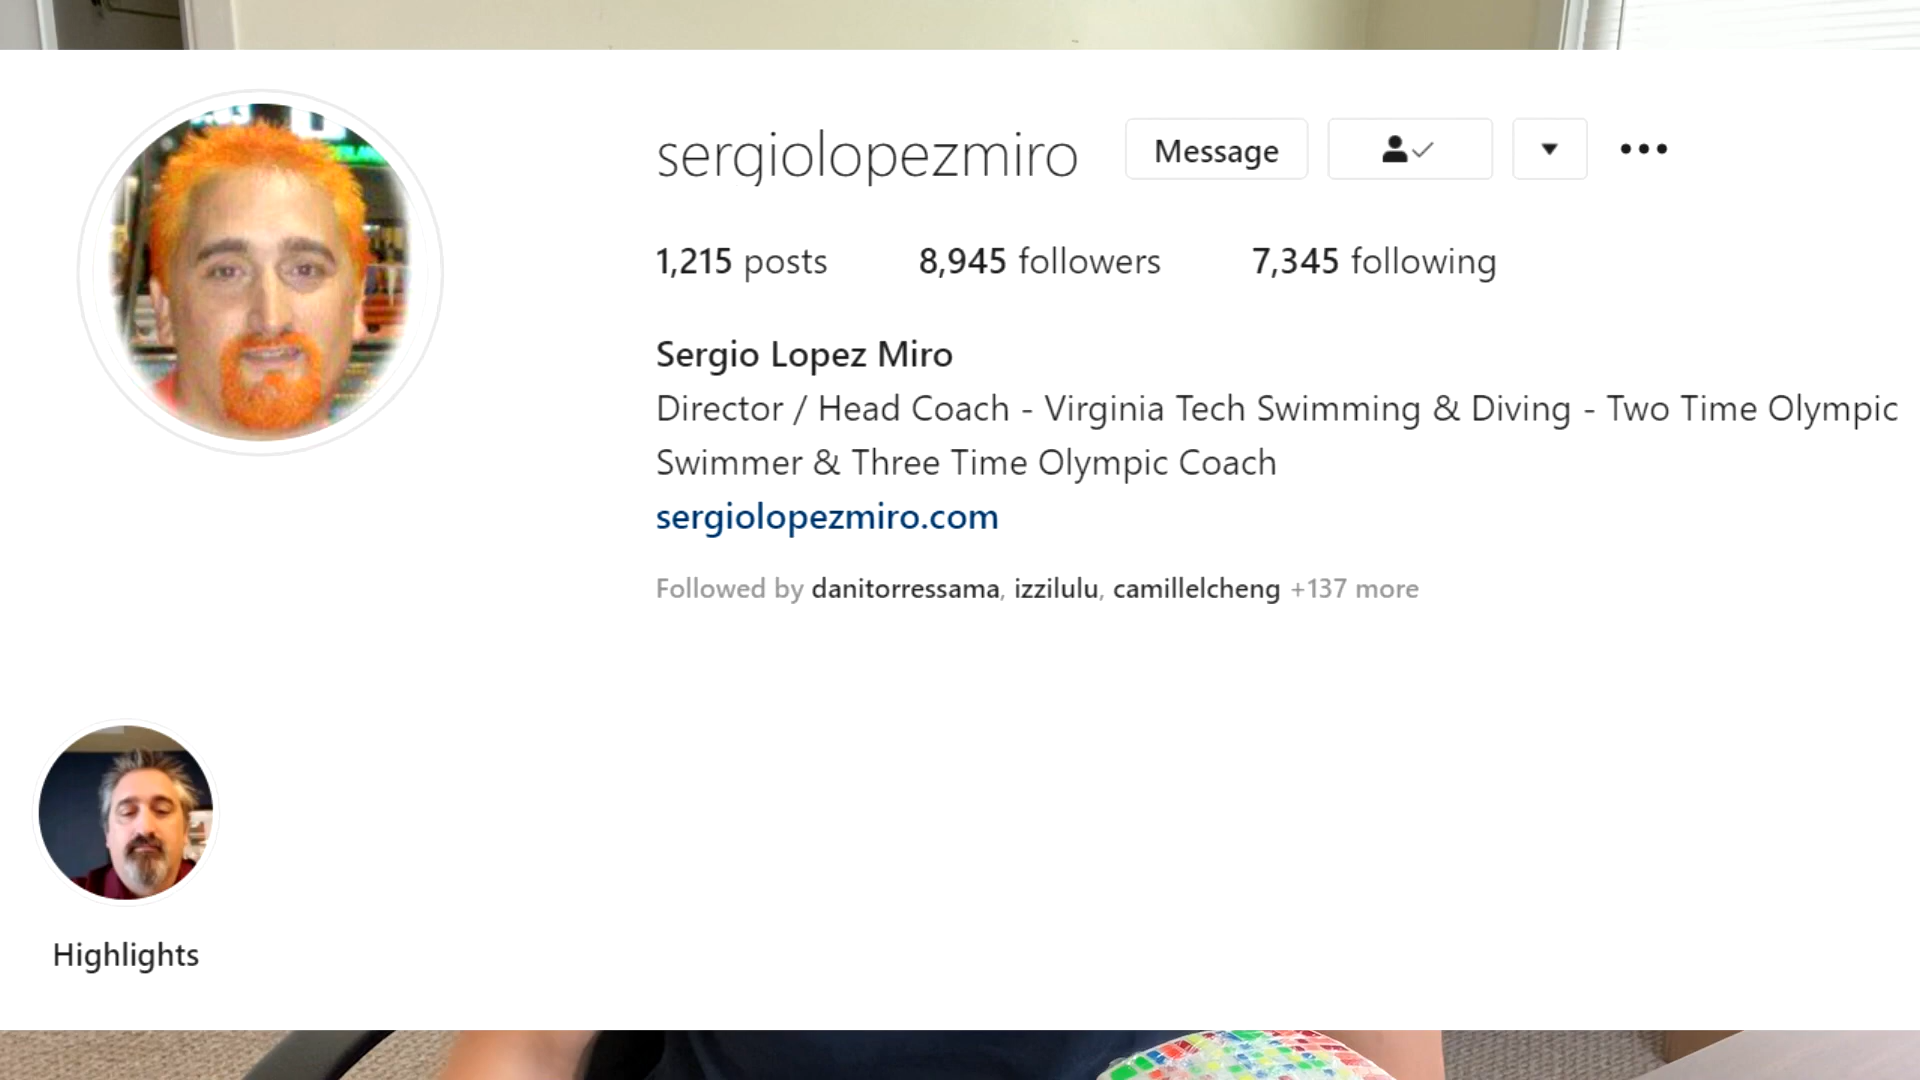 sergiolopezmiro Message
1,215 posts 8,945 followers 7,345 following
Sergio Lopez Miro
Director / Head Coach - Virginia Tech Swimming & Diving - Two Time Olympic
Swimmer & Three Time Olympic Coach
sergiolopezmiro.com
Followed by danitorressama, izzilulu, camillelcheng +137 more
Highlights